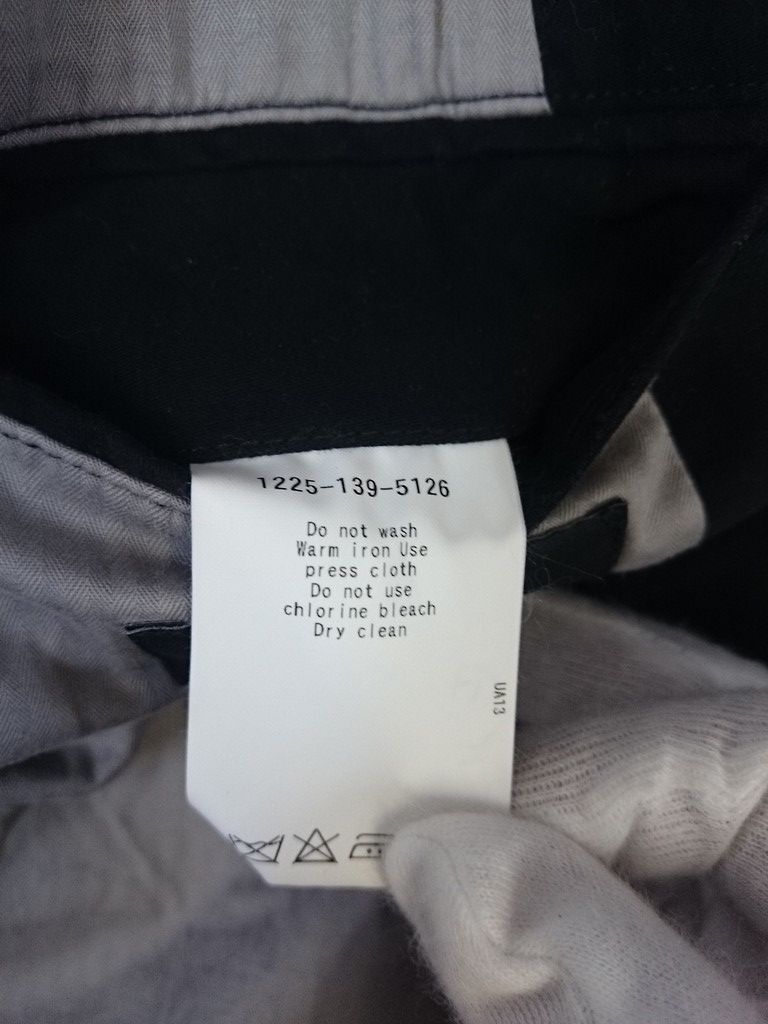 1225-139-5126
Do not wash
Warm iron Use
press cloth
Do not use
chlorine bleach
Dry clean
UA13